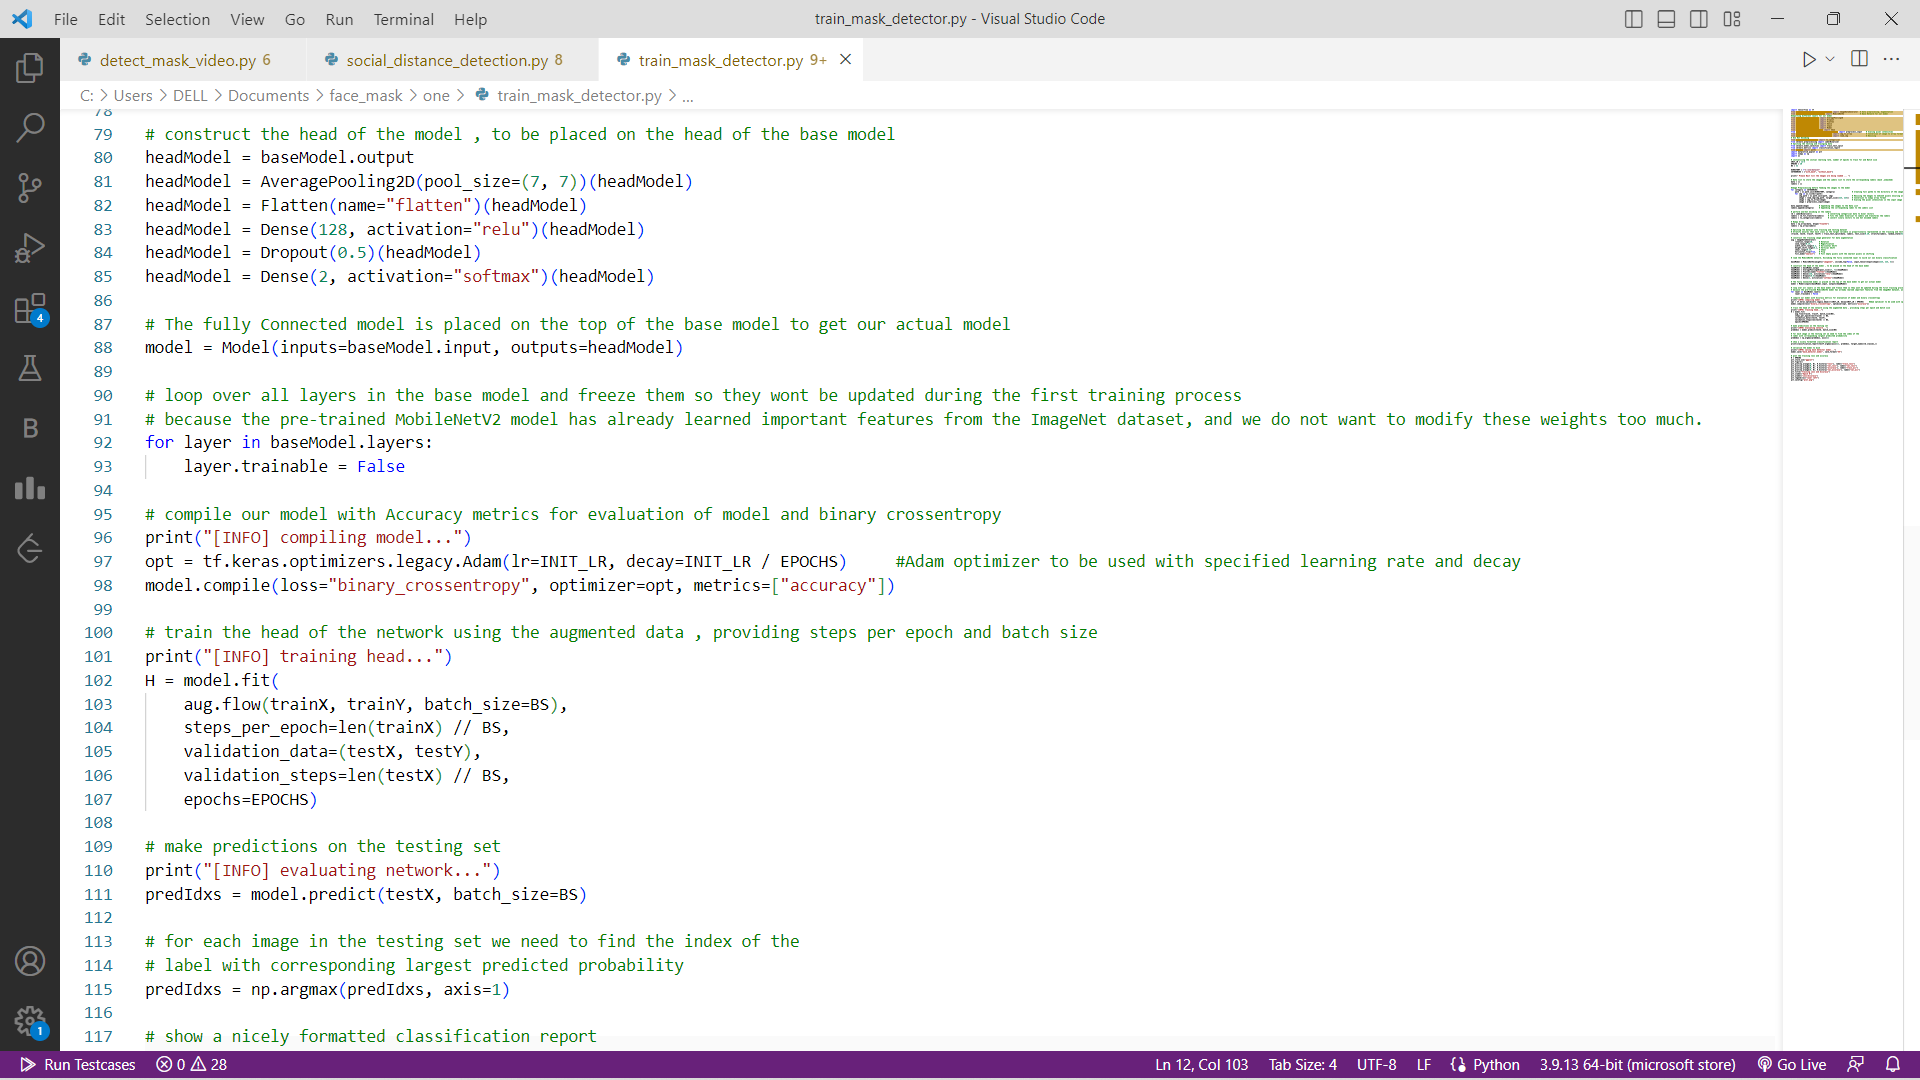 File Edit Selection View Go Run Terminal Help
train_mask_detector.py - Visual Studio Code
detect_mask_video.py 6
social_distance_detection.py 8
train_mask_detector.py 9+
C: > Users > DELL > Documents > face_mask > one > train_mask_detector.py > ...
78
79 # construct the head of the model , to be placed on the head of the base model
80 headModel = baseModel.output
81 headModel = AveragePooling2D(pool_size=(7, 7))(headModel)
82 headModel = Flatten(name="flatten")(headModel)
83 headModel = Dense(128, activation="relu")(headModel)
84 headModel = Dropout(0.5)(headModel)
85 headModel = Dense(2, activation="softmax")(headModel)
86
87 # The fully Connected model is placed on the top of the base model to get our actual model
88 model = Model(inputs=baseModel.input, outputs=headModel)
89
90 # loop over all layers in the base model and freeze them so they wont be updated during the first training process
91 # because the pre-trained MobileNetV2 model has already learned important features from the ImageNet dataset, and we do not want to modify these weights too much.
92 for layer in baseModel.layers:
93     layer.trainable = False
94
95 # compile our model with Accuracy metrics for evaluation of model and binary crossentropy
96 print("[INFO] compiling model...")
97 opt = tf.keras.optimizers.legacy.Adam(lr=INIT_LR, decay=INIT_LR / EPOCHS)     #Adam optimizer to be used with specified learning rate and decay
98 model.compile(loss="binary_crossentropy", optimizer=opt, metrics=["accuracy"])
99
100 # train the head of the network using the augmented data , providing steps per epoch and batch size
101 print("[INFO] training head...")
102 H = model.fit(
103     aug.flow(trainX, trainY, batch_size=BS),
104     steps_per_epoch=len(trainX) // BS,
105     validation_data=(testX, testY),
106     validation_steps=len(testX) // BS,
107     epochs=EPOCHS)
108
109 # make predictions on the testing set
110 print("[INFO] evaluating network...")
111 predIdxs = model.predict(testX, batch_size=BS)
112
113 # for each image in the testing set we need to find the index of the
114 # label with corresponding largest predicted probability
115 predIdxs = np.argmax(predIdxs, axis=1)
116
117 # show a nicely formatted classification report
4
B
1
Run Testcases 0 28 Ln 12, Col 103 Tab Size: 4 UTF-8 LF Python 3.9.13 64-bit (microsoft store) Go Live